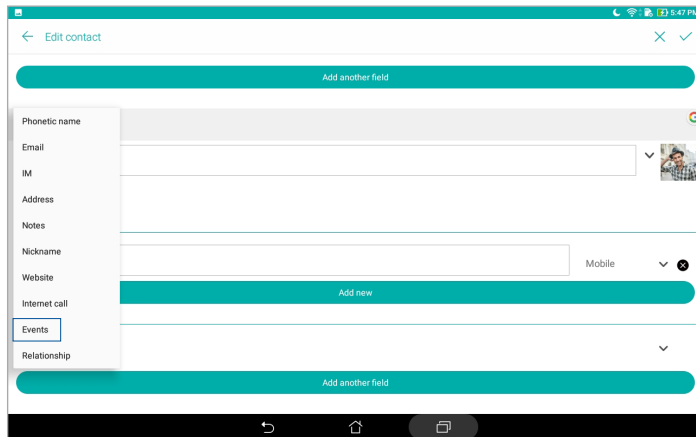 5:47 PM
Edit contact
Add another field
Phonetic name
Email
IM
Address
Notes
Nickname
Mobile
Website
Add new
Internet call
Events
Relationship
Add another field